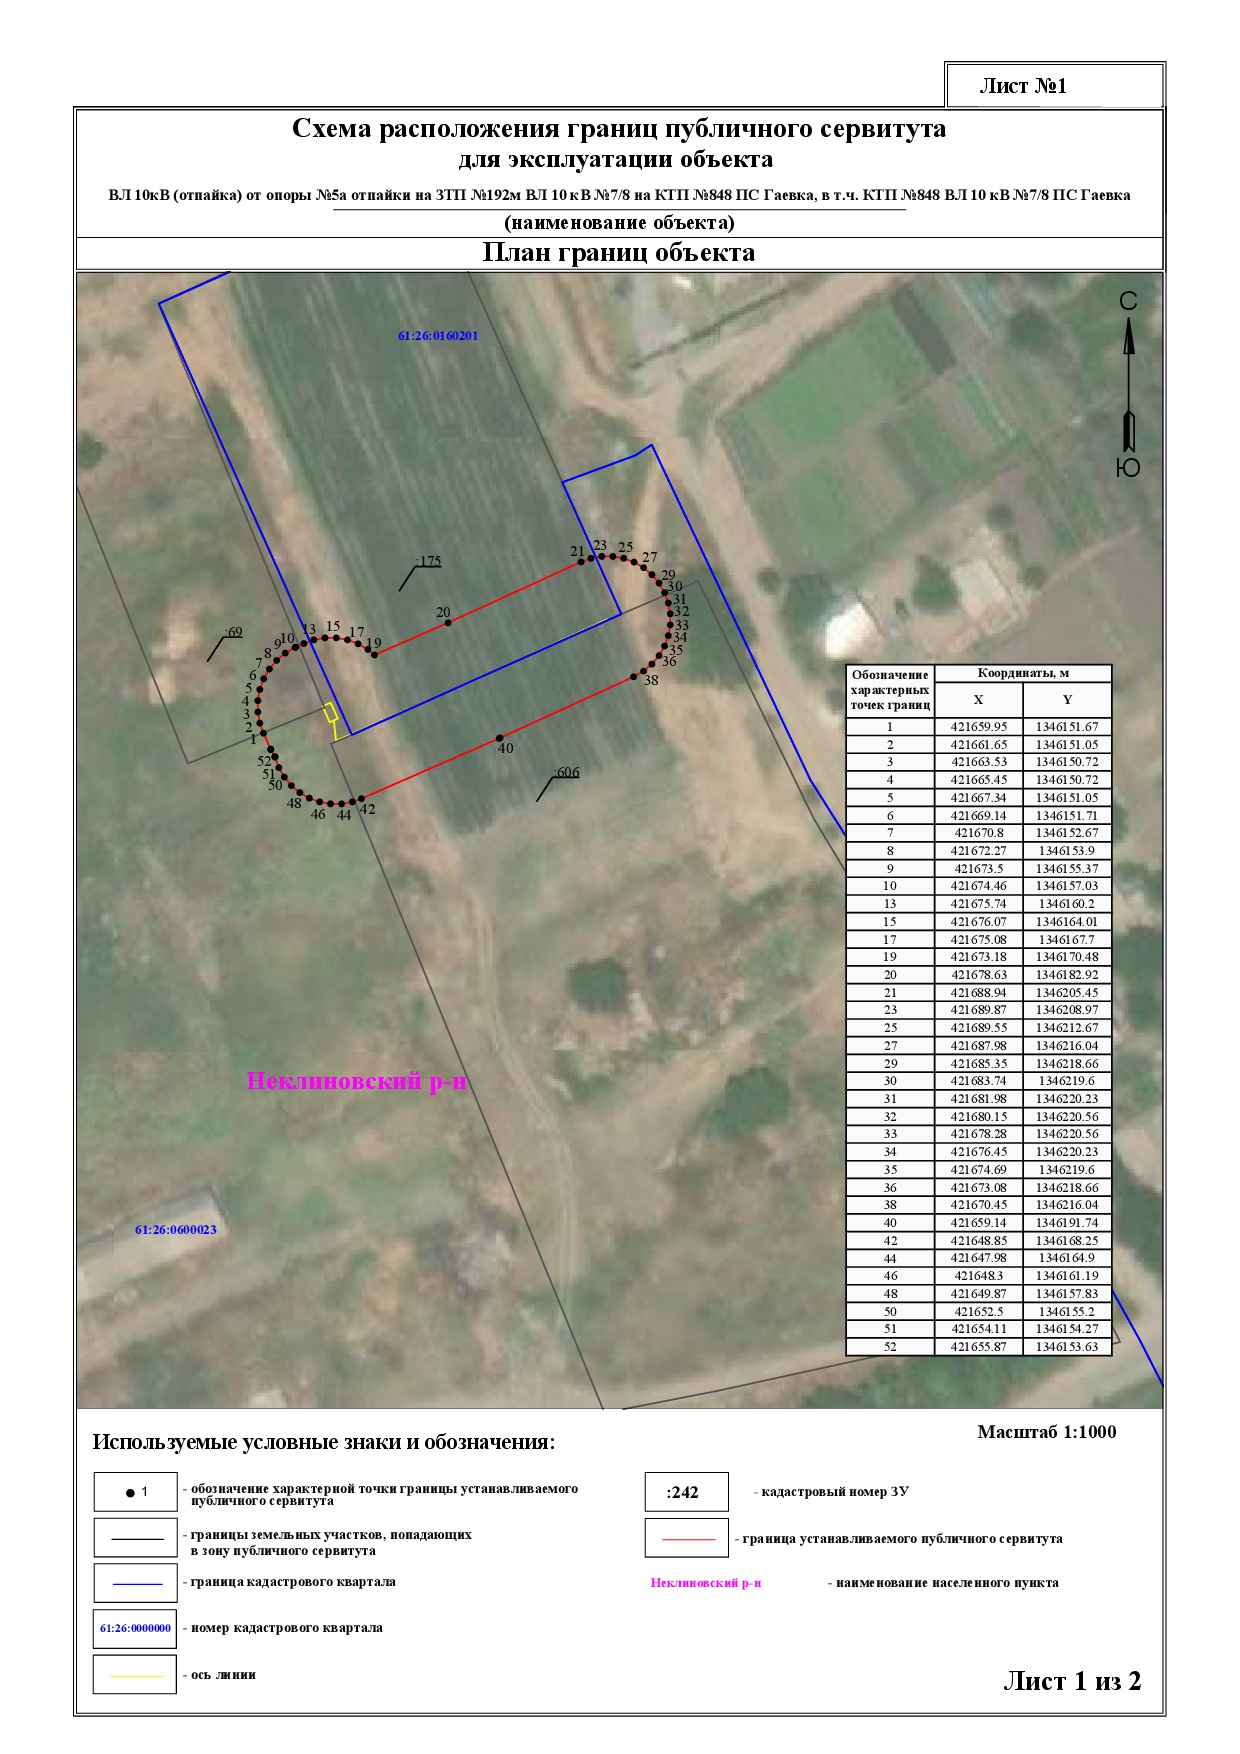 Лист №1
Схема расположения границ публичного сервитута
для эксплуатации объекта
ВЛ 10кВ (отпайка) от опоры №5а отпайки на ЗТП №192м ВЛ 10 кВ №7/8 на КТП №848 ПС Гаевка, в т.ч. КТП №848 ВЛ 10 кВ №7/8 ПС Гаевка
(наименование объекта)
План границ объекта
С
Ю
61:26:0160201
:175
:69
:606
21
23
25
27
29
30
31
32
33
34
35
36
38
20
40
19
17
15
13
10
9
8
7
6
5
4
3
2
1
52
51
50
48
46
44
42
Неклиновский р-н
61:26:0600023
Обозначение характерных точек границ Координаты, м
X Y
1 421659.95 1346151.67
2 421661.65 1346151.05
3 421663.53 1346150.72
4 421665.45 1346150.72
5 421667.34 1346151.05
6 421669.14 1346151.71
7 421670.8 1346152.67
8 421672.27 1346153.9
9 421673.5 1346155.37
10 421674.46 1346157.03
13 421675.74 1346160.2
15 421676.07 1346164.01
17 421675.08 1346167.7
19 421673.18 1346170.48
20 421678.63 1346182.92
21 421688.94 1346205.45
23 421689.87 1346208.97
25 421689.55 1346212.67
27 421687.98 1346216.04
29 421685.35 1346218.66
30 421683.74 1346219.6
31 421681.98 1346220.23
32 421680.15 1346220.56
33 421678.28 1346220.56
34 421676.45 1346220.23
35 421674.69 1346219.6
36 421673.08 1346218.66
38 421670.45 1346216.04
40 421659.14 1346191.74
42 421648.85 1346168.25
44 421647.98 1346164.9
46 421648.3 1346161.19
48 421649.87 1346157.83
50 421652.5 1346155.2
51 421654.11 1346154.27
52 421655.87 1346153.63
Масштаб 1:1000
Используемые условные знаки и обозначения:
1 - обозначение характерной точки границы устанавливаемого
публичного сервитута
- границы земельных участков, попадающих
в зону публичного сервитута
- граница кадастрового квартала
61:26:0000000 - номер кадастрового квартала
- ось линии
:242 - кадастровый номер ЗУ
- граница устанавливаемого публичного сервитута
Неклиновский р-н - наименование населенного пункта
Лист 1 из 2